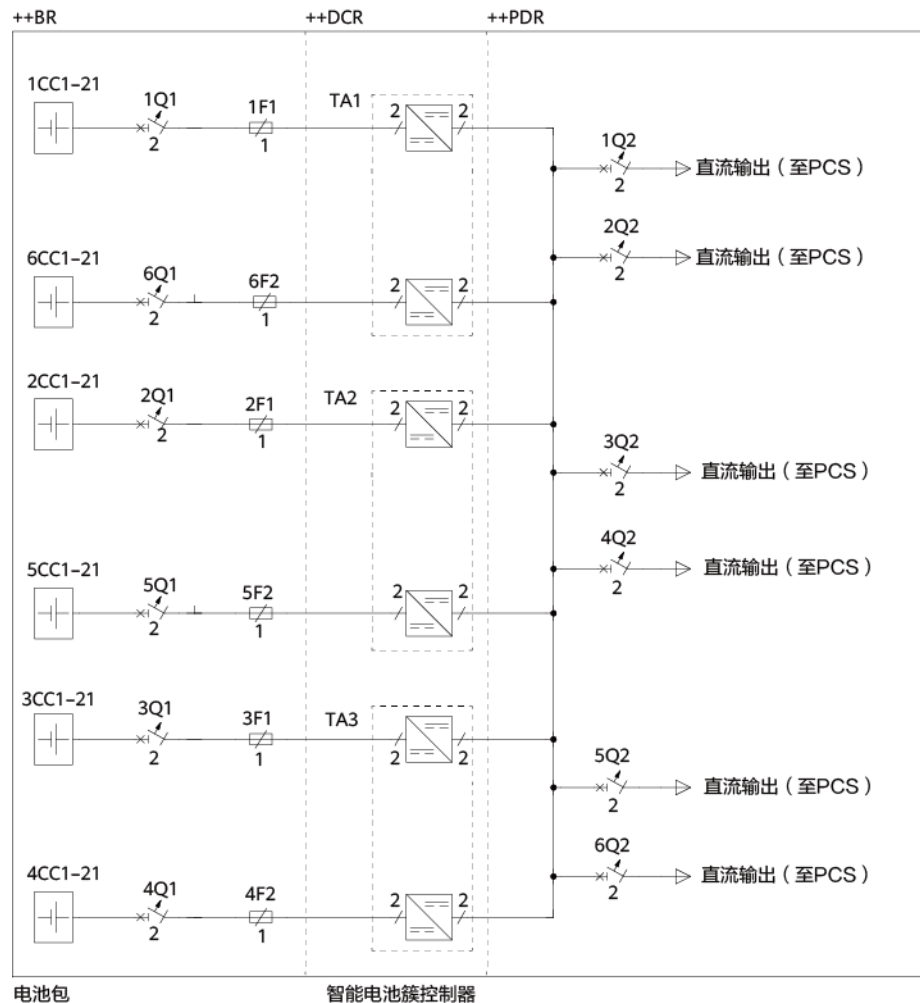 ++BR ++DCR ++PDR
1CC1-21 1Q1 1F1 TA1 2 2
2 1
1Q2 直流输出（至PCS）
2
2Q2 直流输出（至PCS）
2
6CC1-21 6Q1 6F2 2 2
2 1
2CC1-21 2Q1 2F1 TA2 2 2
2 1
3Q2 直流输出（至PCS）
2
4Q2 直流输出（至PCS）
2
5CC1-21 5Q1 5F2 2 2
2 1
3CC1-21 3Q1 3F1 TA3
2 1 2 2
5Q2 直流输出（至PCS）
2
6Q2 直流输出（至PCS）
2
4CC1-21 4Q1 4F2 2 2
2 1
电池包 智能电池簇控制器